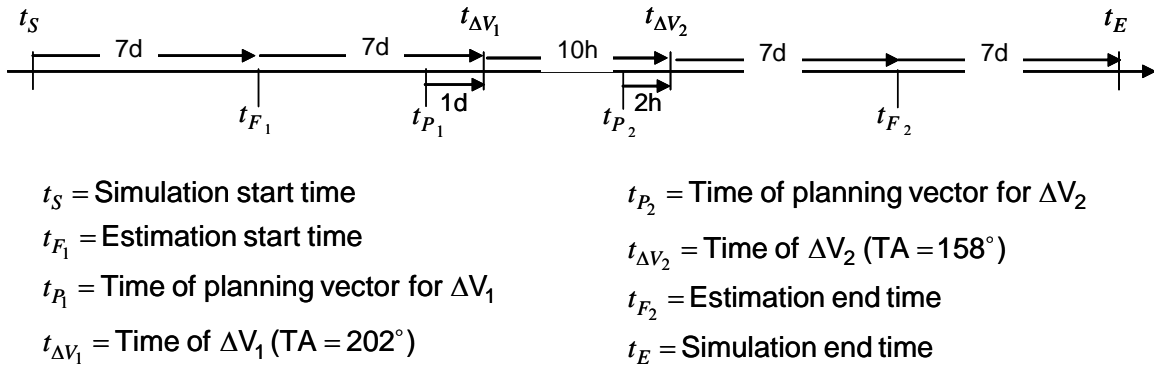 t_S t_ΔV₁ t_ΔV₂ t_E
7d 7d 10h 7d 7d
1d 2h
t_F₁ t_P₁ t_P₂ t_F₂
t_S = Simulation start time
t_F₁ = Estimation start time
t_P₁ = Time of planning vector for ΔV₁
t_ΔV₁ = Time of ΔV₁ (TA = 202°)
t_P₂ = Time of planning vector for ΔV₂
t_ΔV₂ = Time of ΔV₂ (TA = 158°)
t_F₂ = Estimation end time
t_E = Simulation end time